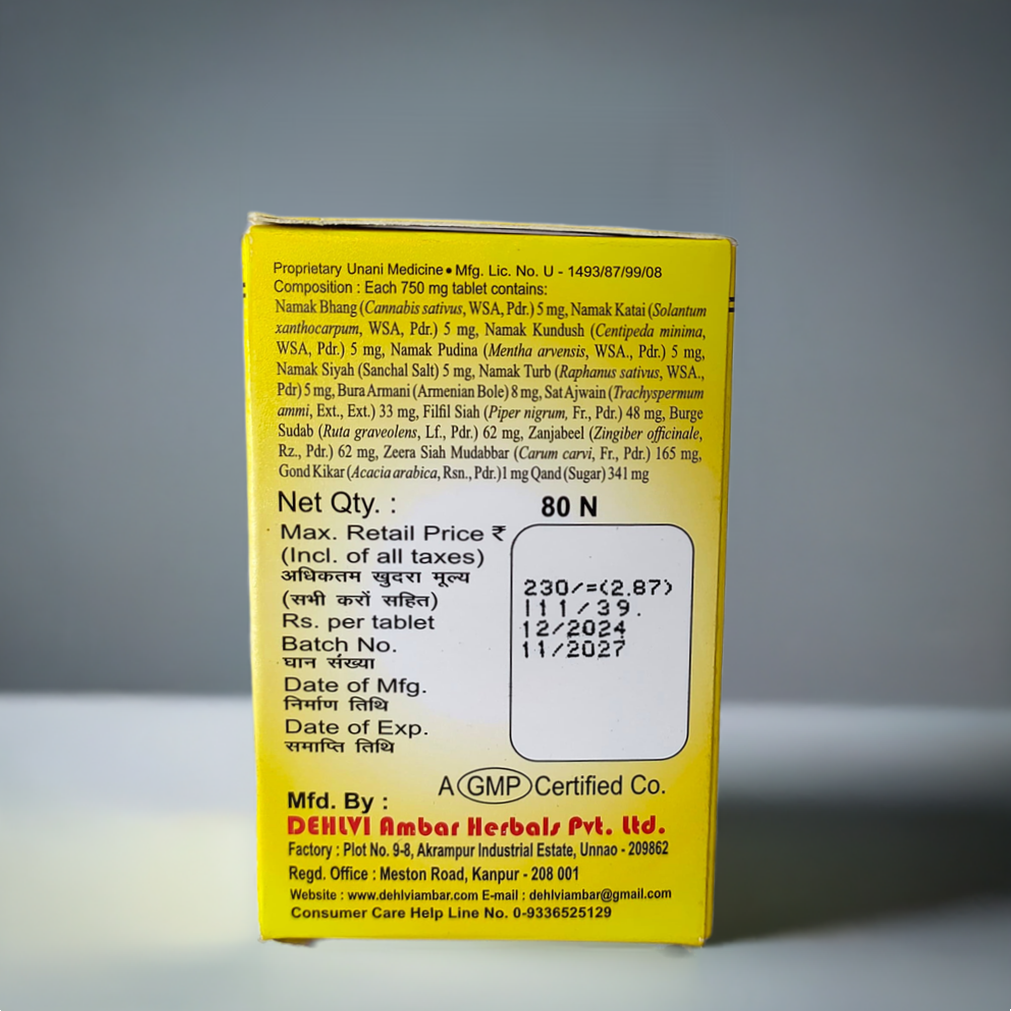 Proprietary Unani Medicine • Mfg. Lic. No. U - 1493/87/99/08
Composition : Each 750 mg tablet contains:
Namak Bhang (Cannabis sativus, WSA, Pdr.) 5 mg, Namak Katai (Solantum
xanthocarpum, WSA, Pdr.) 5 mg, Namak Kundush (Centipeda minima,
WSA, Pdr.) 5 mg, Namak Pudina (Mentha arvensis, WSA., Pdr.) 5 mg,
Namak Siyah (Sanchal Salt) 5 mg, Namak Turb (Raphanus sativus, WSA.,
Pdr) 5 mg, Bura Armani (Armenian Bole) 8 mg, Sat Ajwain (Trachyspermum
ammi, Ext., Ext.) 33 mg, Filfil Siah (Piper nigrum, Fr., Pdr.) 48 mg, Burge
Sudab (Ruta graveolens, Lf., Pdr.) 62 mg, Zanjabeel (Zingiber officinale,
Rz., Pdr.) 62 mg, Zeera Siah Mudabbar (Carum carvi, Fr., Pdr.) 165 mg,
Gond Kikar (Acacia arabica, Rsn., Pdr.) 1 mg Qand (Sugar) 341 mg
Net Qty. : 80 N
Max. Retail Price ₹
(Incl. of all taxes)
अधिकतम खुदरा मूल्य
(सभी करों सहित)
Rs. per tablet
Batch No.
घान संख्या
Date of Mfg.
निर्माण तिथि
Date of Exp.
समाप्ति तिथि
230/=(2.87)
I11/39.
12/2024
11/2027
A GMP Certified Co.
Mfd. By :
DEHLVI Ambar Herbals Pvt. Ltd.
Factory : Plot No. 9-8, Akrampur Industrial Estate, Unnao - 209862
Regd. Office : Meston Road, Kanpur - 208 001
Website : www.dehlviambar.com E-mail : dehlviambar@gmail.com
Consumer Care Help Line No. 0-9336525129